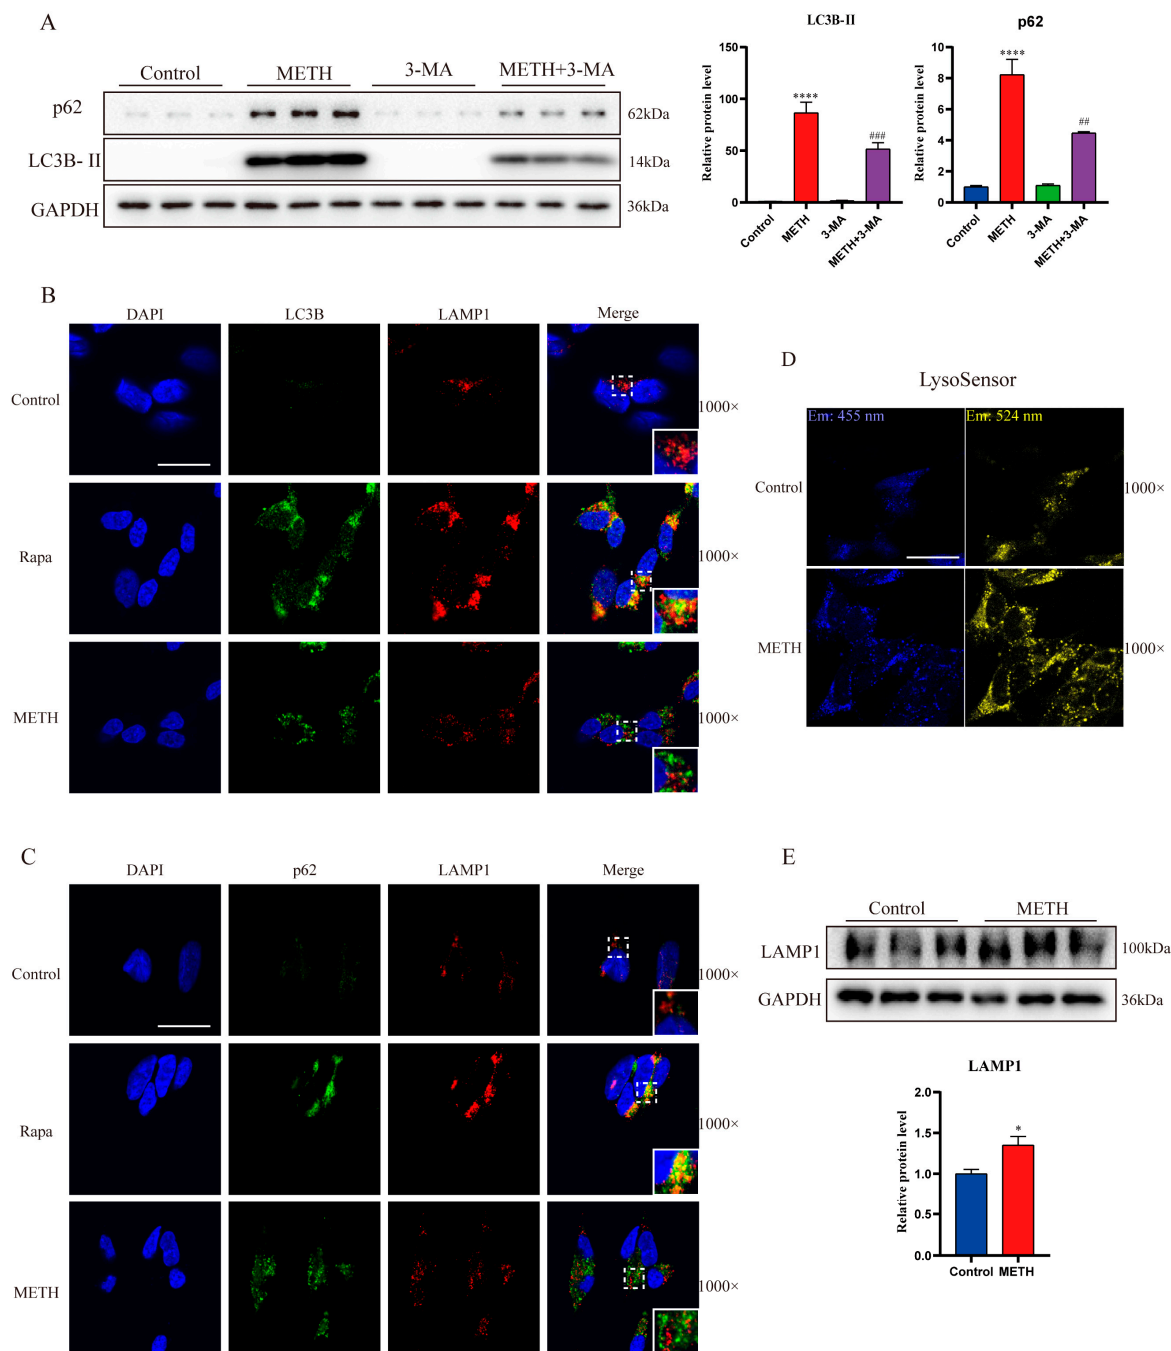 A
Control METH 3-MA METH+3-MA
p62 62kDa
LC3B- II 14kDa
GAPDH 36kDa
LC3B-II
Relative protein level
150
100
50
0
****
###
Control METH 3-MA METH+3-MA
p62
Relative protein level
10
8
6
4
2
0
****
##
Control METH 3-MA METH+3-MA
B
DAPI LC3B LAMP1 Merge
Control 1000×
Rapa 1000×
METH 1000×
C
DAPI p62 LAMP1 Merge
Control 1000×
Rapa 1000×
METH 1000×
D
LysoSensor
Em: 455 nm Em: 524 nm
Control 1000×
METH 1000×
E
Control METH
LAMP1 100kDa
GAPDH 36kDa
LAMP1
Relative protein level
2.0
1.5
1.0
0.5
0.0
*
Control METH